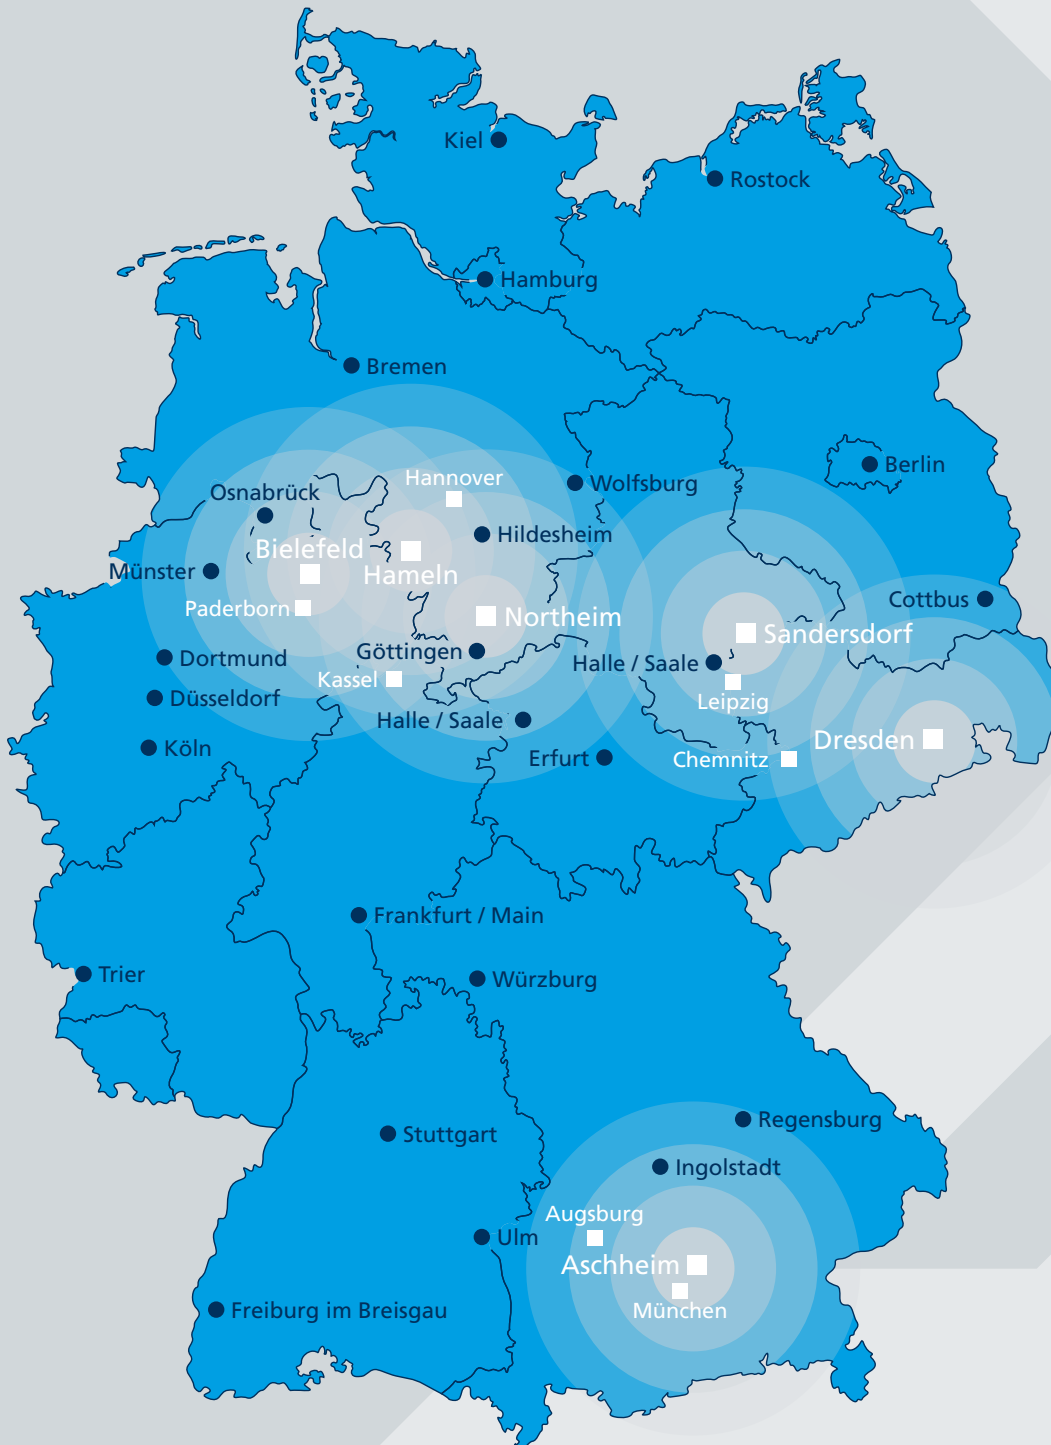 Kiel
Rostock
Hamburg
Bremen
Berlin
Hannover
Wolfsburg
Osnabrück
Hildesheim
Bielefeld
Hameln
Münster
Cottbus
Paderborn
Northeim
Sandersdorf
Göttingen
Dortmund
Halle / Saale
Kassel
Düsseldorf
Leipzig
Halle / Saale
Dresden
Köln
Erfurt
Chemnitz
Frankfurt / Main
Trier
Würzburg
Regensburg
Stuttgart
Ingolstadt
Augsburg
Ulm
Aschheim
Freiburg im Breisgau
München